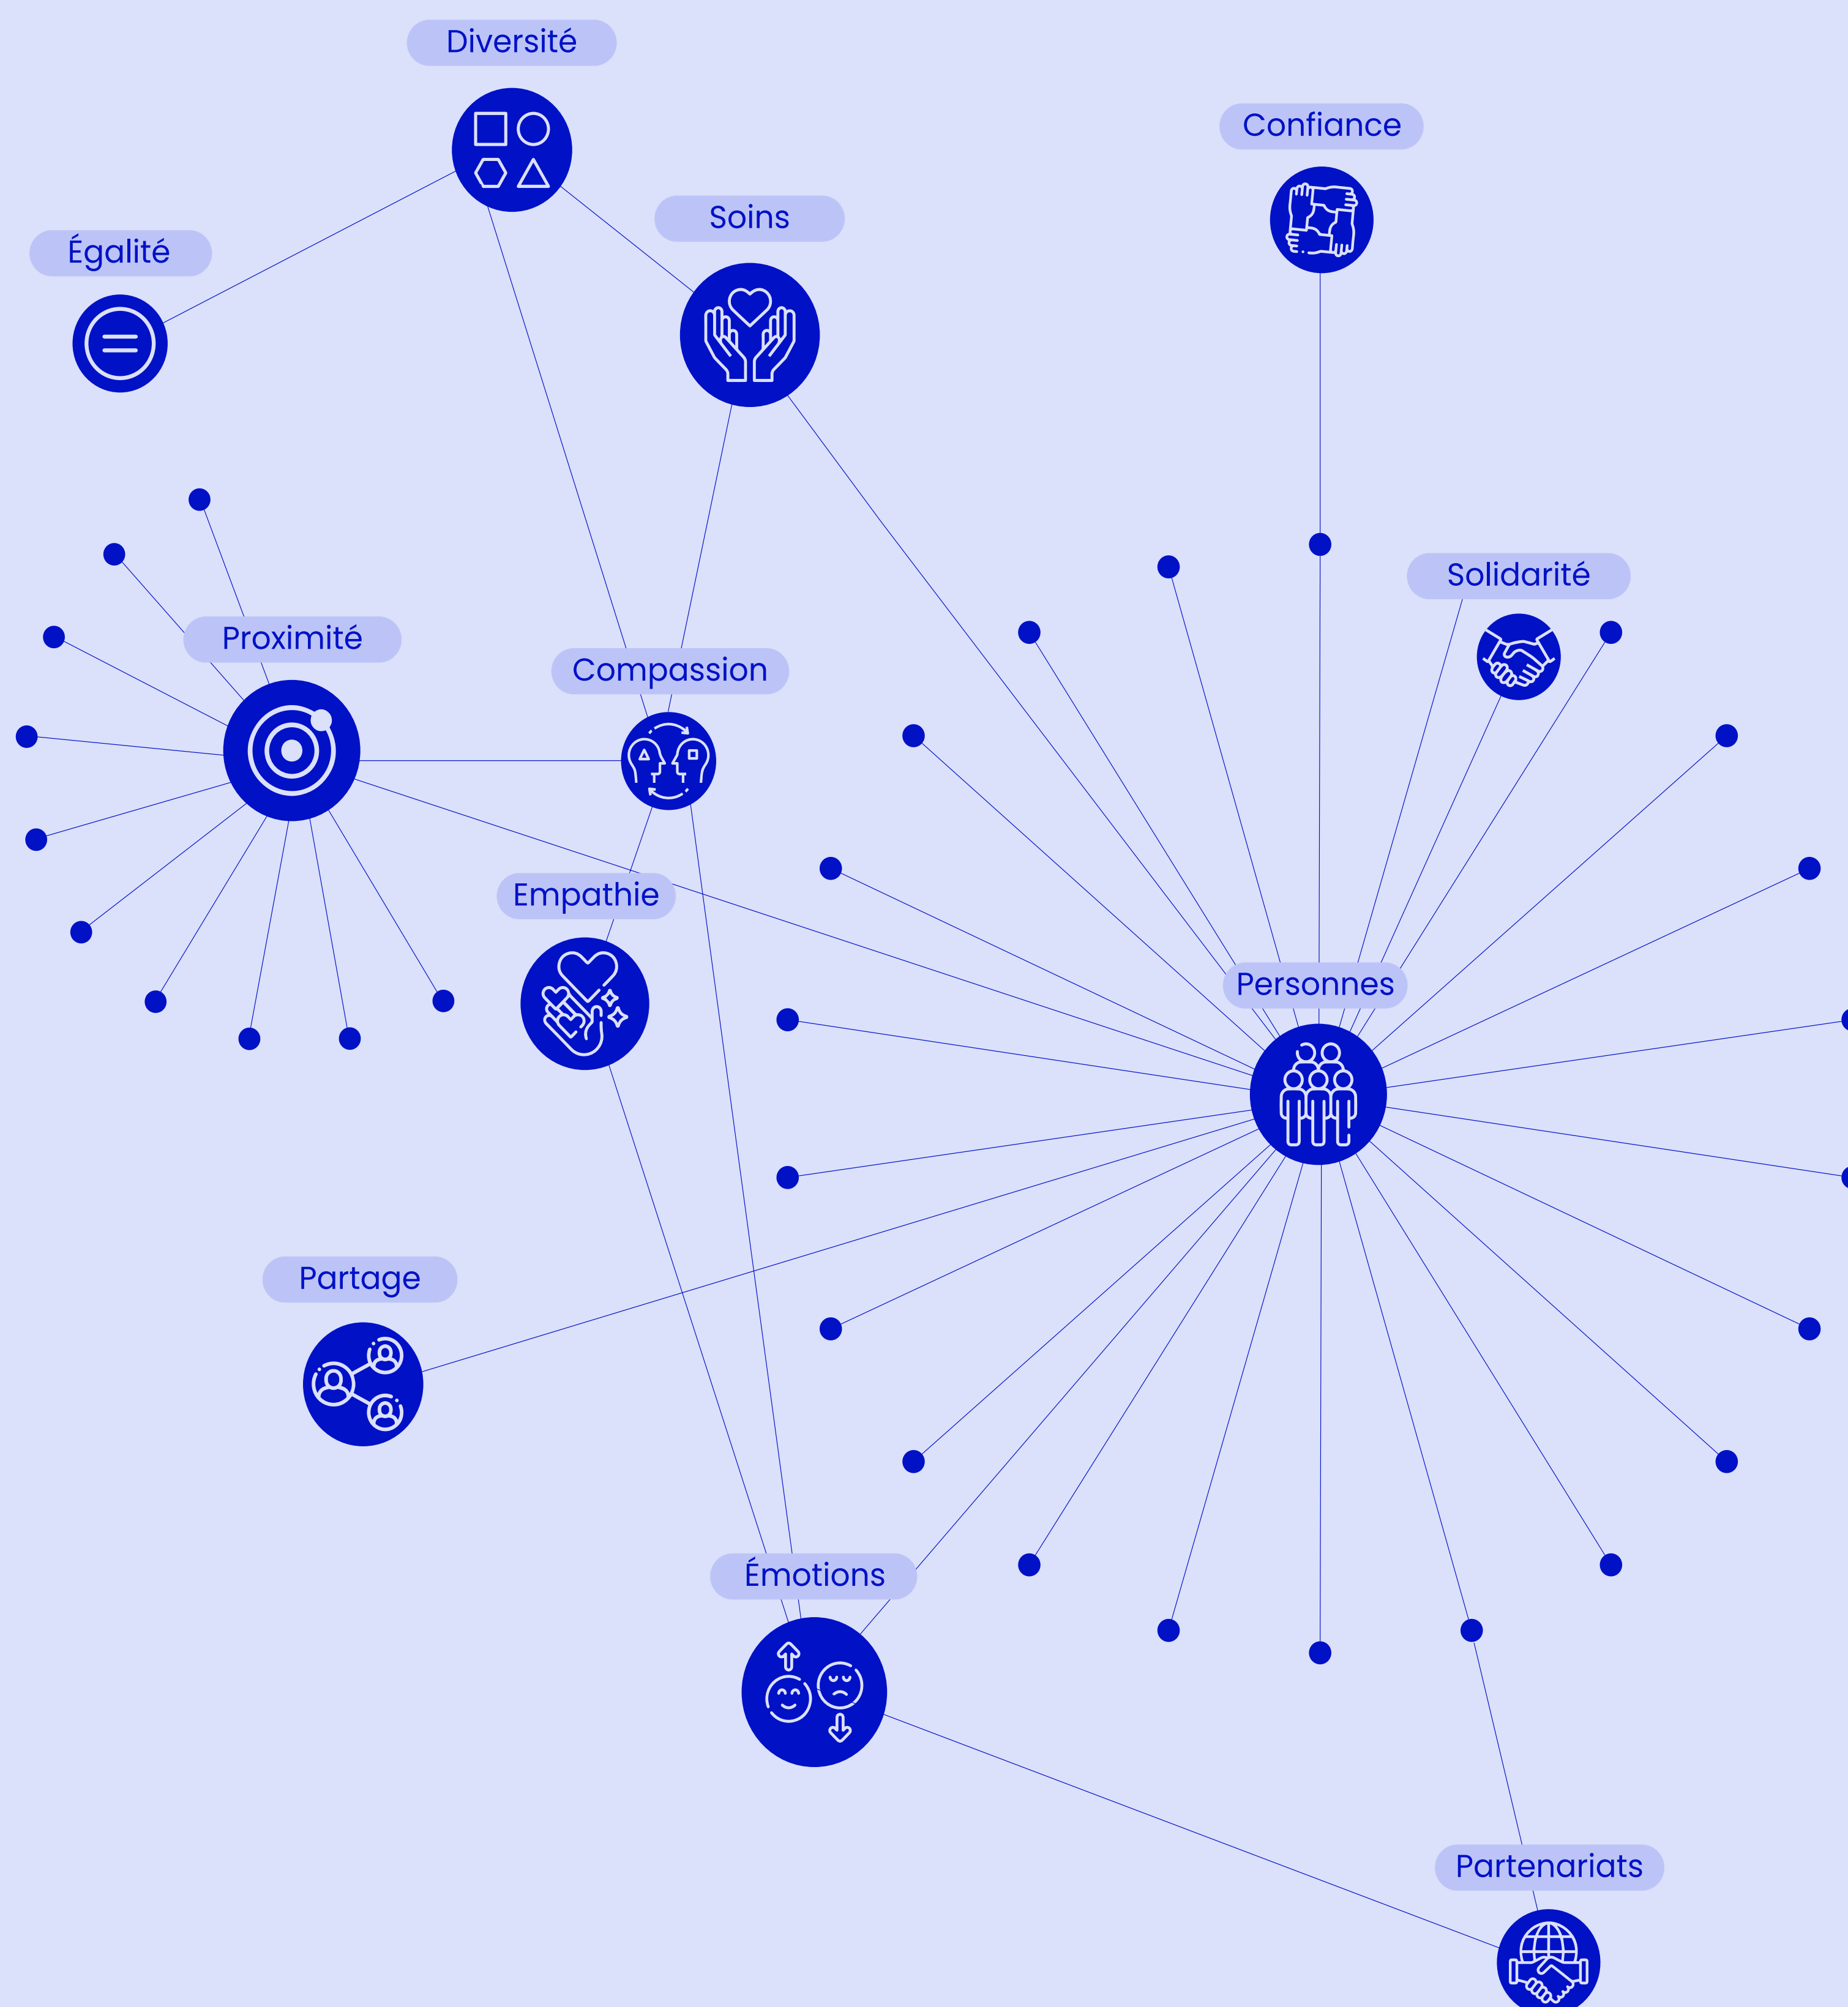 Diversité
Confiance
Soins
Égalité
Solidarité
Proximité
Compassion
Empathie
Personnes
Partage
Émotions
Partenariats